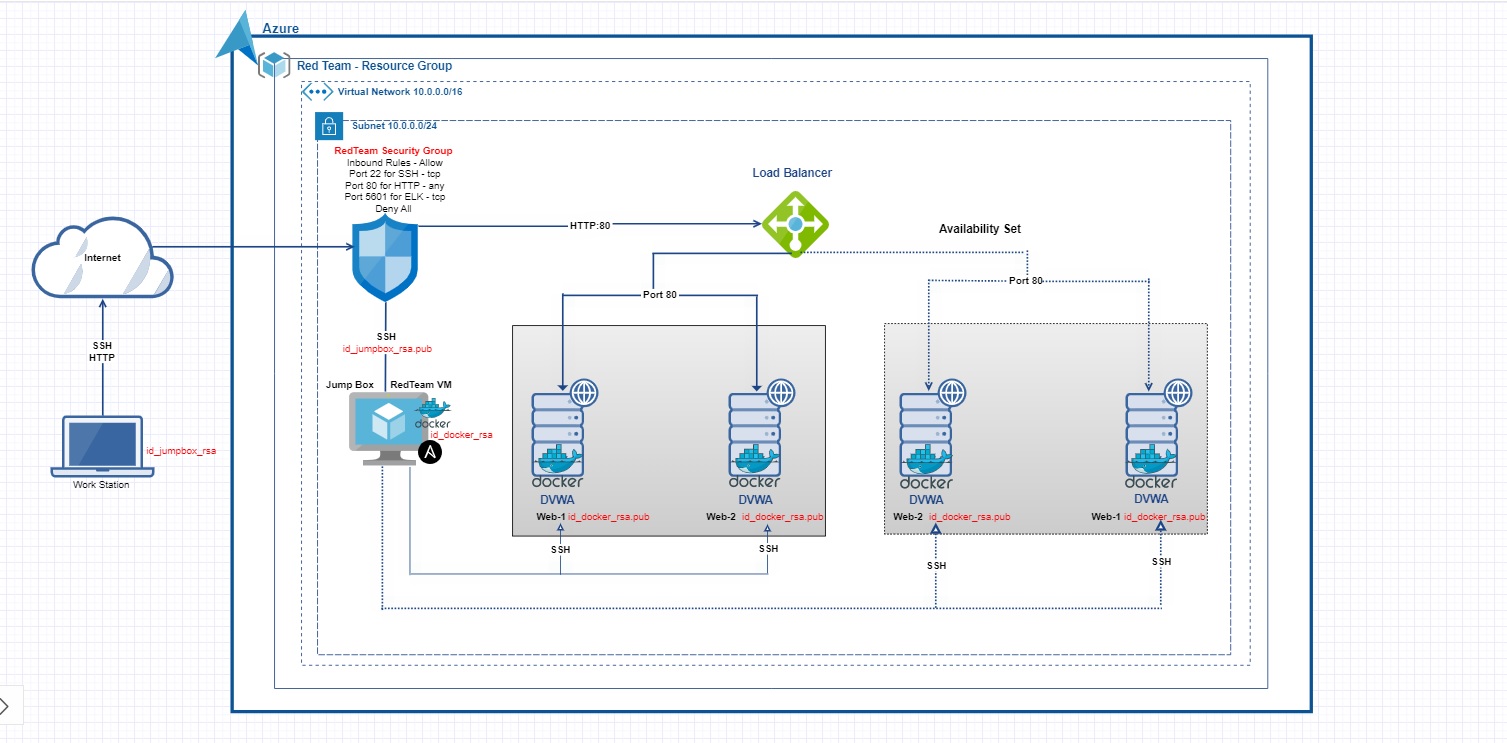 Azure
Red Team - Resource Group
Virtual Network 10.0.0.0/16
Subnet 10.0.0.0/24
RedTeam Security Group
Inbound Rules - Allow
Port 22 for SSH - tcp
Port 80 for HTTP - any
Port 5601 for ELK - tcp
Deny All
Load Balancer
HTTP:80
Availability Set
Internet
Port 80
Port 80
SSH
HTTP
SSH
id_jumpbox_rsa.pub
Jump Box
RedTeam VM
docker
id_docker_rsa
id_jumpbox_rsa
Work Station
docker
DVWA
Web-1 id_docker_rsa.pub
docker
DVWA
Web-2 id_docker_rsa.pub
docker
DVWA
Web-2 id_docker_rsa.pub
docker
DVWA
Web-1 id_docker_rsa.pub
SSH
SSH
SSH
SSH